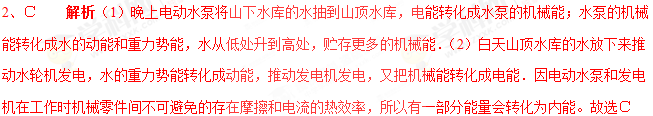 2、C 解析（1）晚上电动水泵将山下水库的水抽到山顶水库，电能转化成水泵的机械能；水泵的机械
能转化成水的动能和重力势能，水从低处升到高处，贮存更多的机械能.（2）白天山顶水库的水放下来推
动水轮机发电，水的重力势能转化成动能，推动发电机发电，又把机械能转化成电能．因电动水泵和发电
机在工作时机械零件间不可避免的存在摩擦和电流的热效率，所以有一部分能量会转化为内能。故选C